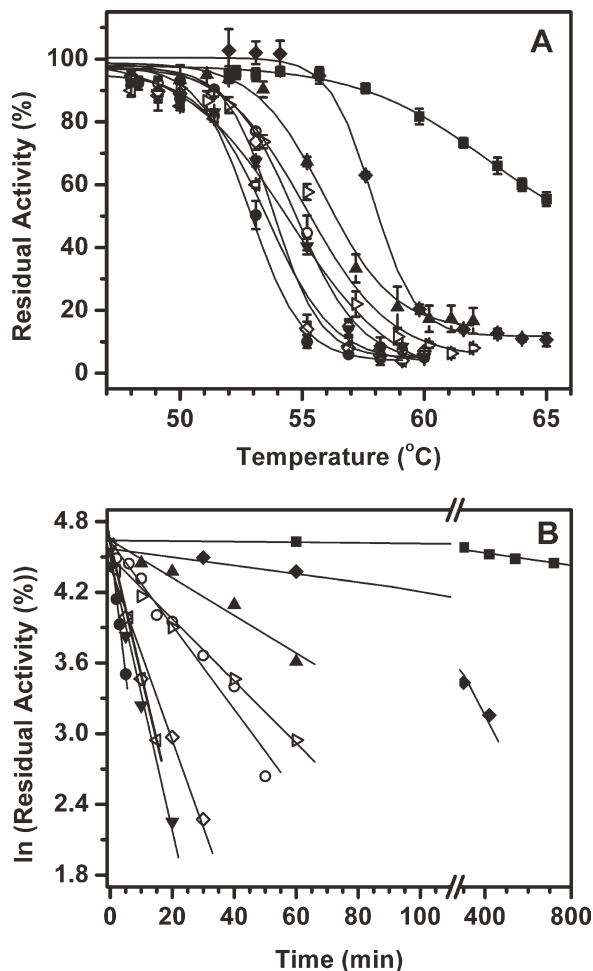 A
100
80
60
40
20
0
Residual Activity (%)
50 55 60 65
Temperature (°C)
B
4.8
4.2
3.6
3.0
2.4
1.8
ln (Residual Activity (%))
0 20 40 60 80 100 400 800
Time (min)